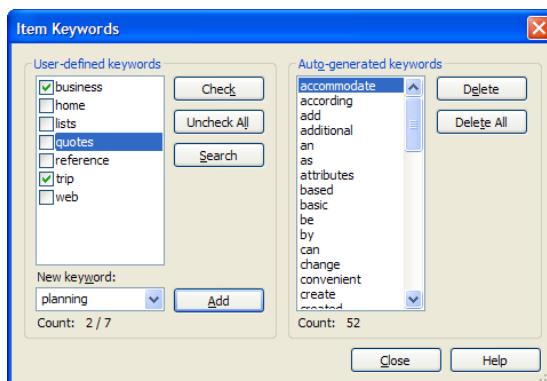 Item Keywords
User-defined keywords
business
home
lists
quotes
reference
trip
web
Check
Uncheck All
Search
New keyword:
planning
Add
Count: 2 / 7
Auto-generated keywords
accommodate
according
add
additional
an
as
attributes
based
basic
be
by
can
change
convenient
create
created
Delete
Delete All
Count: 52
Close
Help